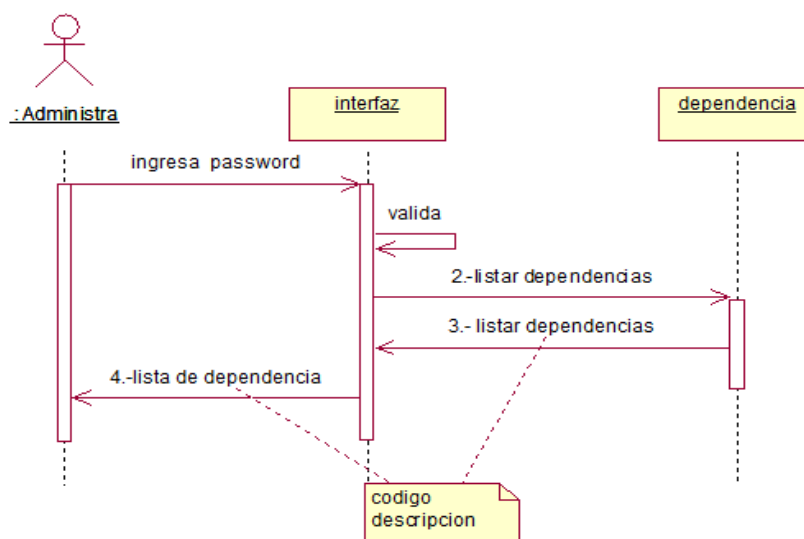 : Administra
interfaz
dependencia
ingresa password
valida
2.-listar dependencias
3.- listar dependencias
4.-lista de dependencia
codigo
descripcion